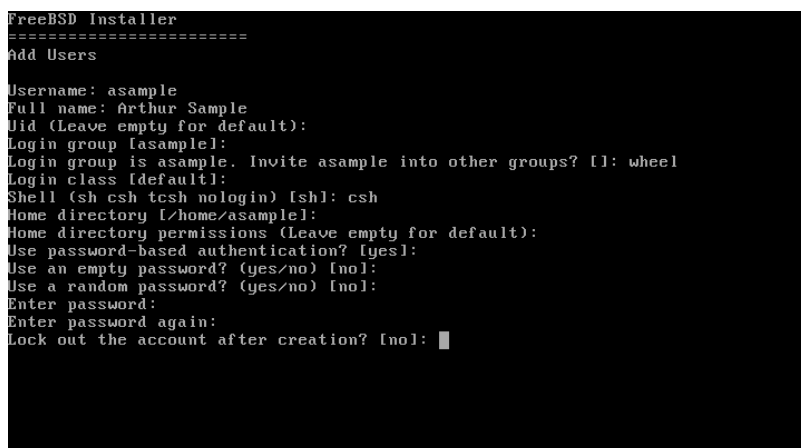 FreeBSD Installer
========================
Add Users
Username: asample
Full name: Arthur Sample
Uid (Leave empty for default):
Login group [asample]:
Login group is asample. Invite asample into other groups? []: wheel
Login class [default]:
Shell (sh csh tcsh nologin) [sh]: csh
Home directory [/home/asample]:
Home directory permissions (Leave empty for default):
Use password-based authentication? [yes]:
Use an empty password? (yes/no) [no]:
Use a random password? (yes/no) [no]:
Enter password:
Enter password again:
Lock out the account after creation? [no]: